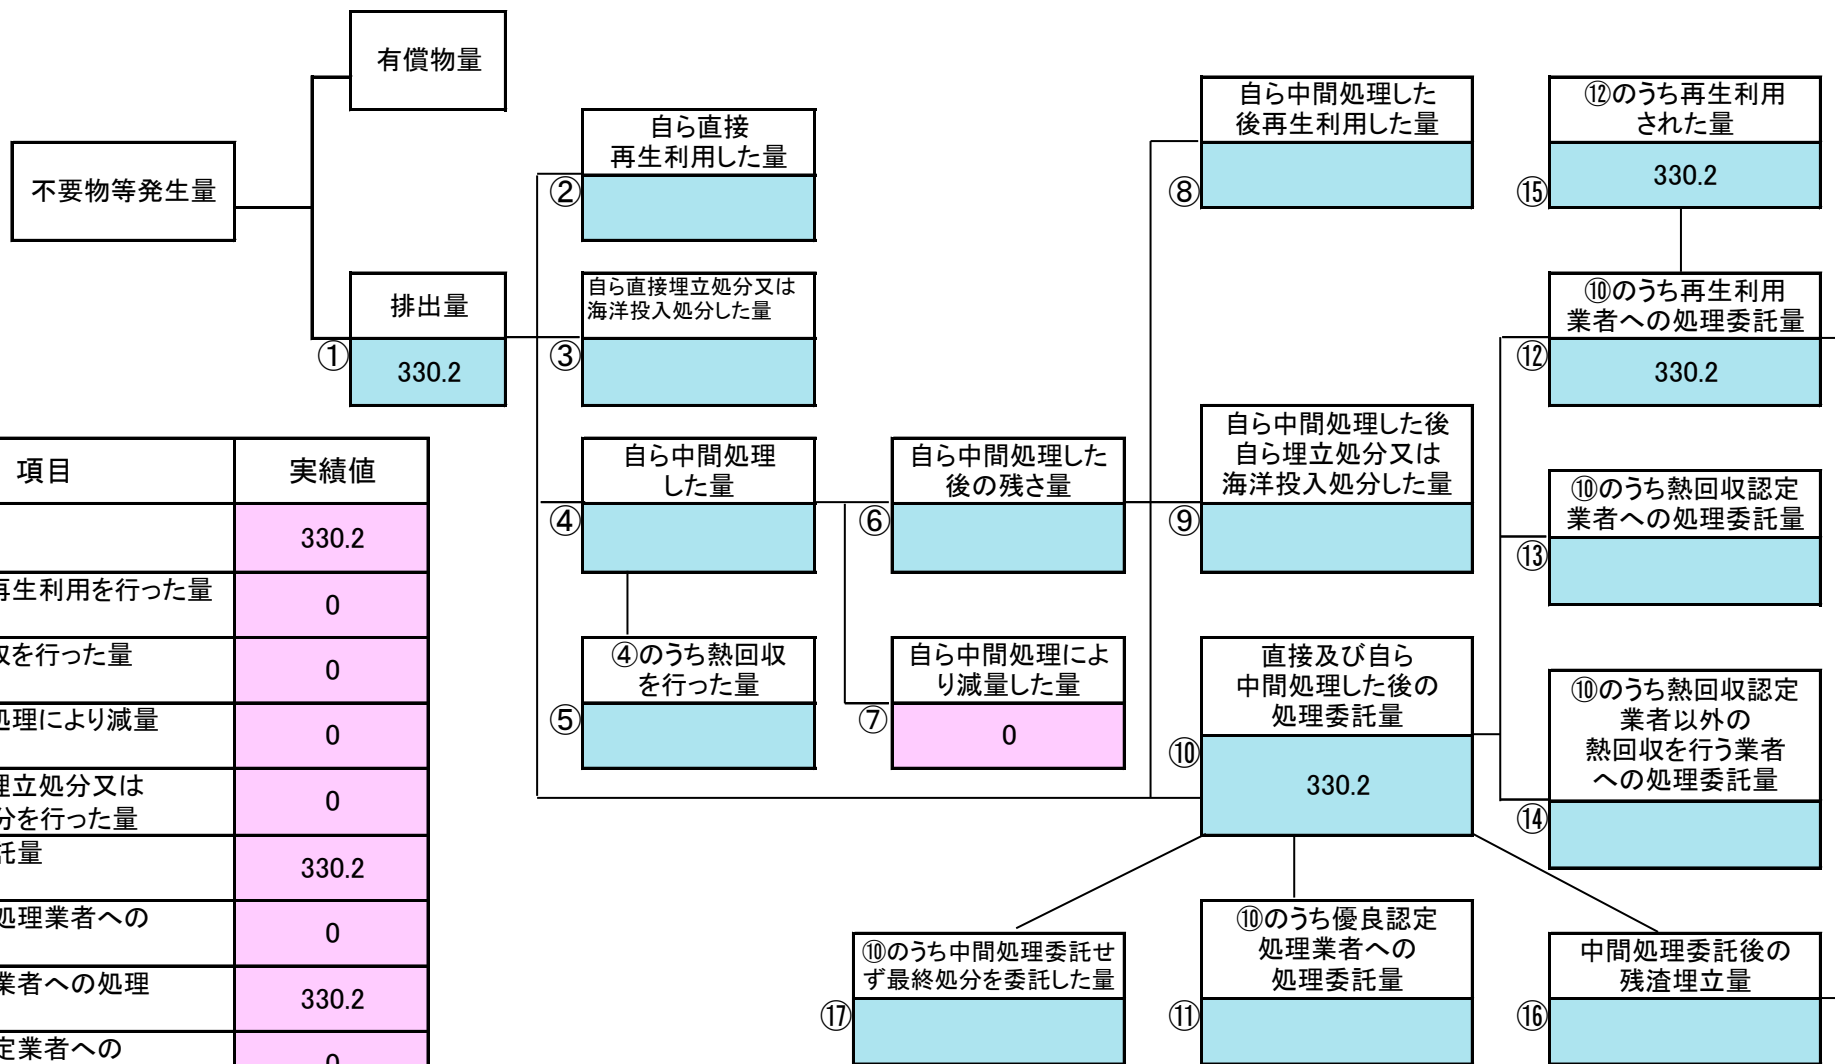 有償物量
不要物等発生量
排出量
①
330.2
自ら直接
再生利用した量
②
自ら直接埋立処分又は
海洋投入処分した量
③
自ら中間処理
した量
④
④のうち熱回収
を行った量
⑤
自ら中間処理した
後の残さ量
⑥
自ら中間処理によ
り減量した量
⑦
0
自ら中間処理した
後再生利用した量
⑧
自ら中間処理した後
自ら埋立処分又は
海洋投入処分した量
⑨
直接及び自ら
中間処理した後の
処理委託量
⑩
330.2
⑫のうち再生利用
された量
⑮
330.2
⑩のうち再生利用
業者への処理委託量
⑫
330.2
⑩のうち熱回収認定
業者への処理委託量
⑬
⑩のうち熱回収認定
業者以外の
熱回収を行う業者
への処理委託量
⑭
⑩のうち中間処理委託せ
ず最終処分を委託した量
⑰
⑩のうち優良認定
処理業者への
処理委託量
⑪
中間処理委託後の
残渣埋立量
⑯
項目 実績値
330.2
再生利用を行った量
0
を行った量
0
処理により減量
0
埋立処分又は
分を行った量
0
託量
330.2
処理業者への
0
業者への処理
330.2
定業者への
0